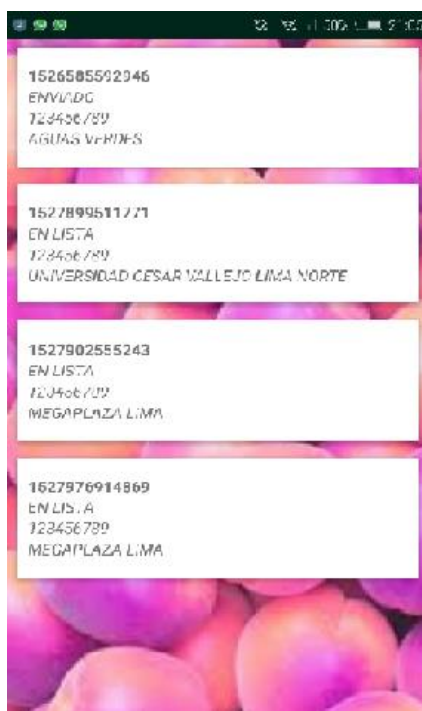 1526585592946
ENVIADO
123456789
AGUAS VERDES
1527899511771
EN LISTA
123456789
UNIVERSIDAD CESAR VALLEJO LIMA NORTE
1527902555243
EN LISTA
123456789
MEGAPLAZA LIMA
1527976914869
EN LISTA
123456789
MEGAPLAZA LIMA